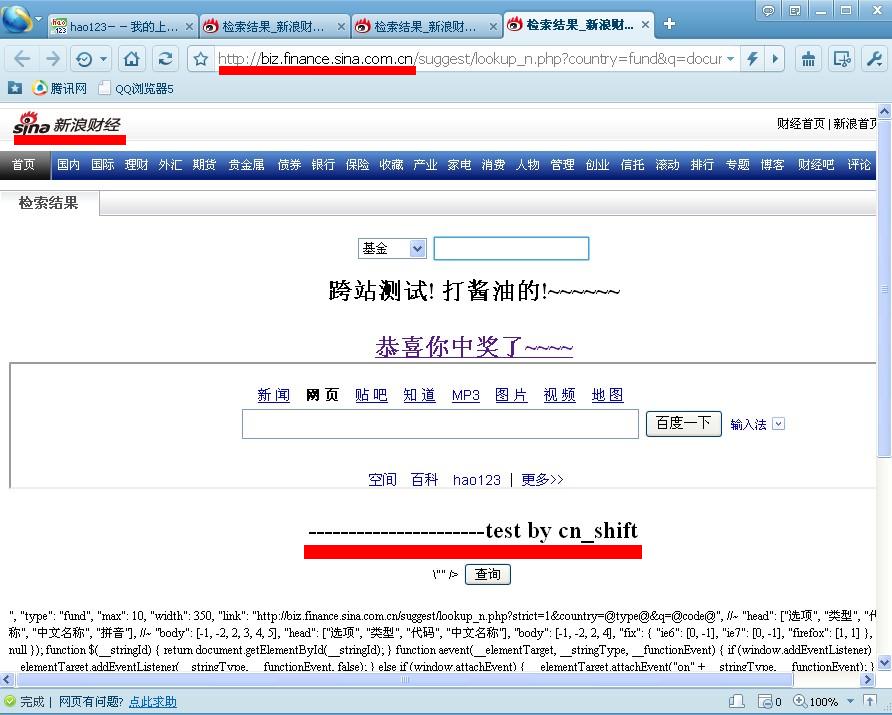 hao123－－我的上...
检索结果_新浪财...
检索结果_新浪财...
检索结果_新浪财...
http://biz.finance.sina.com.cn/suggest/lookup_n.php?country=fund&q=docur
腾讯网 QQ浏览器5
sina 新浪财经
财经首页 | 新浪首页
首页 国内 国际 理财 外汇 期货 贵金属 债券 银行 保险 收藏 产业 家电 消费 人物 管理 创业 信托 滚动 排行 专题 博客 财经吧 评论
检索结果
基金
跨站测试! 打酱油的!~~~~~~
恭喜你中奖了~~~~
新闻 网页 贴吧 知道 MP3 图片 视频 地图
百度一下 输入法
空间 百科 hao123 | 更多>>
----------------------test by cn_shift
\"" /> 查询
", "type": "fund", "max": 10, "width": 350, "link": "http://biz.finance.sina.com.cn/suggest/lookup_n.php?strict=1&country=@type@&q=@code@", //~ "head": ["选项", "类型", "代
称", "中文名称", "拼音"], //~ "body": [-1, -2, 2, 3, 4, 5], "head": ["选项", "类型", "代码", "中文名称"], "body": [-1, -2, 2, 4], "fix": { "ie6": [0, -1], "ie7": [0, -1], "firefox": [1, 1] },
null }); function $(__stringId) { return document.getElementById(__stringId); } function aevent(__elementTarget, __stringType, __functionEvent) { if (window.addEventListener)
__elementTarget.addEventListener(__stringType, __functionEvent, false); } else if (window.attachEvent) { __elementTarget.attachEvent("on" + __stringType, __functionEvent); }
完成 | 网页有问题? 点此求助 0 100%